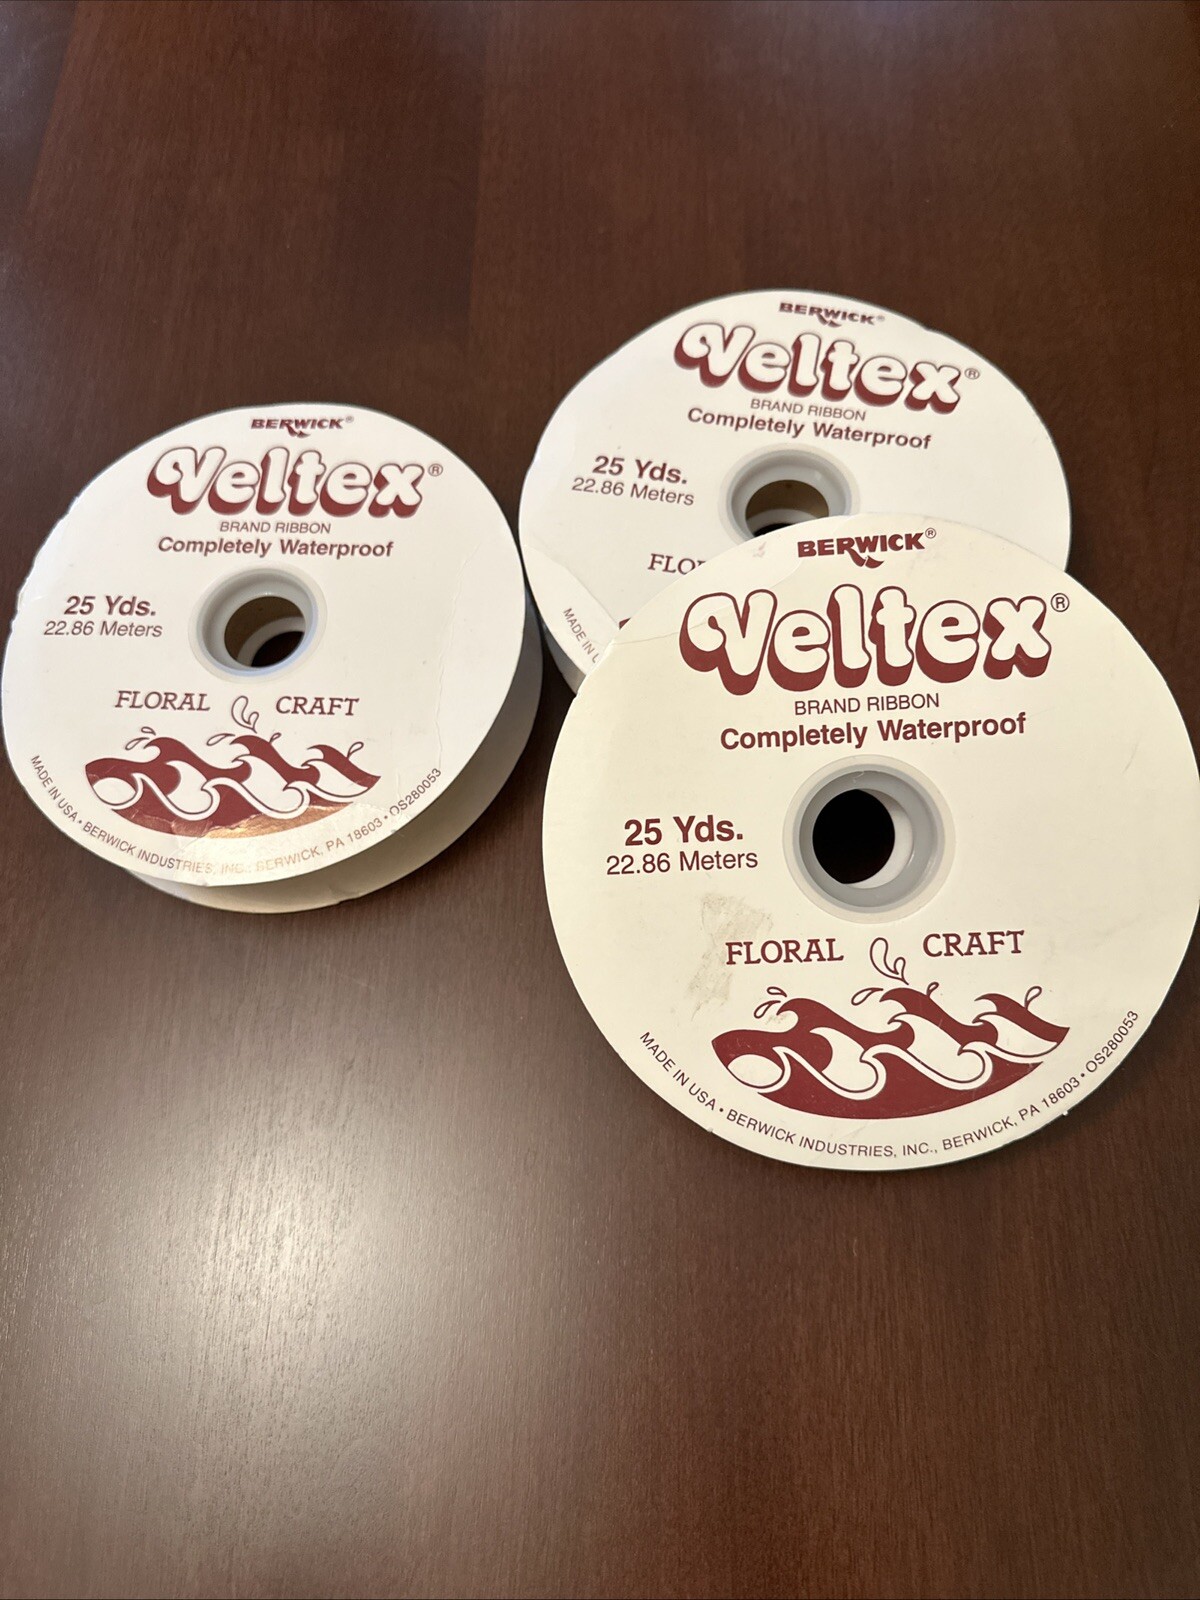 BERWICK®
Veltex®
BRAND RIBBON
Completely Waterproof
25 Yds.
22.86 Meters
FLORAL CRAFT
MADE IN USA • BERWICK INDUSTRIES, INC., BERWICK, PA 18603 • OS280053
BERWICK®
Veltex®
BRAND RIBBON
Completely Waterproof
25 Yds.
22.86 Meters
FLO
MADE IN U
BERWICK®
Veltex®
BRAND RIBBON
Completely Waterproof
25 Yds.
22.86 Meters
FLORAL CRAFT
MADE IN USA • BERWICK INDUSTRIES, INC., BERWICK, PA 18603 • OS280053